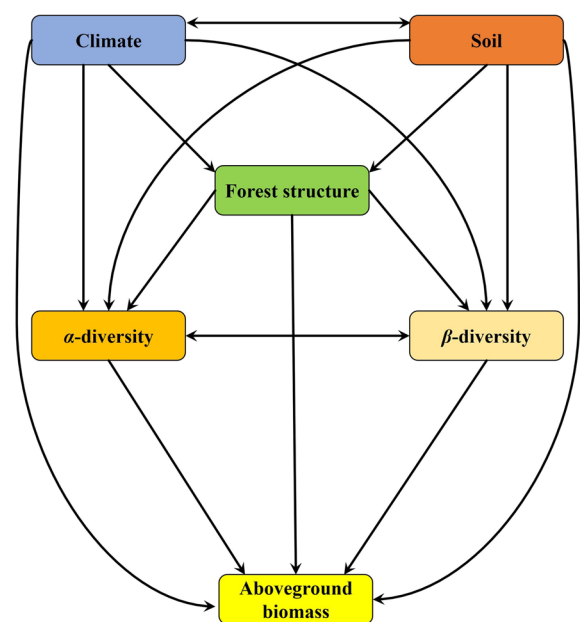 Climate
Soil
Forest structure
α-diversity
β-diversity
Aboveground
biomass